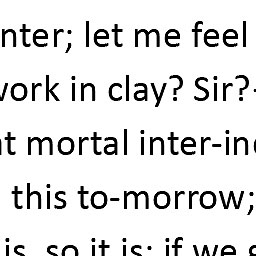 nter; let me feel
work in clay? Sir?-
t mortal inter-in
this to-morrow;
is, so it is; if we g